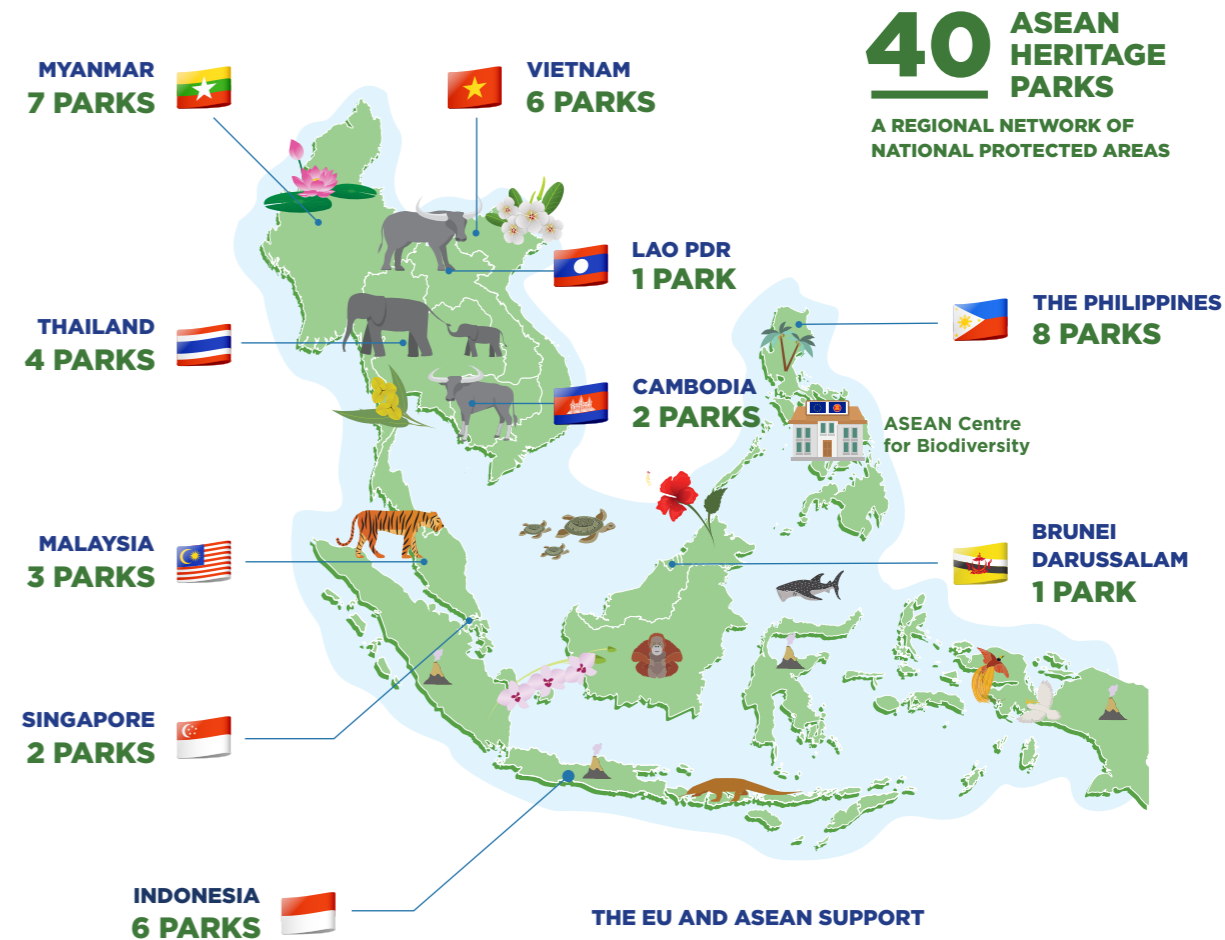 40
ASEAN
HERITAGE
PARKS
A REGIONAL NETWORK OF
NATIONAL PROTECTED AREAS
MYANMAR
7 PARKS
VIETNAM
6 PARKS
LAO PDR
1 PARK
THE PHILIPPINES
8 PARKS
THAILAND
4 PARKS
CAMBODIA
2 PARKS
ASEAN Centre
for Biodiversity
MALAYSIA
3 PARKS
BRUNEI
DARUSSALAM
1 PARK
SINGAPORE
2 PARKS
INDONESIA
6 PARKS
THE EU AND ASEAN SUPPORT